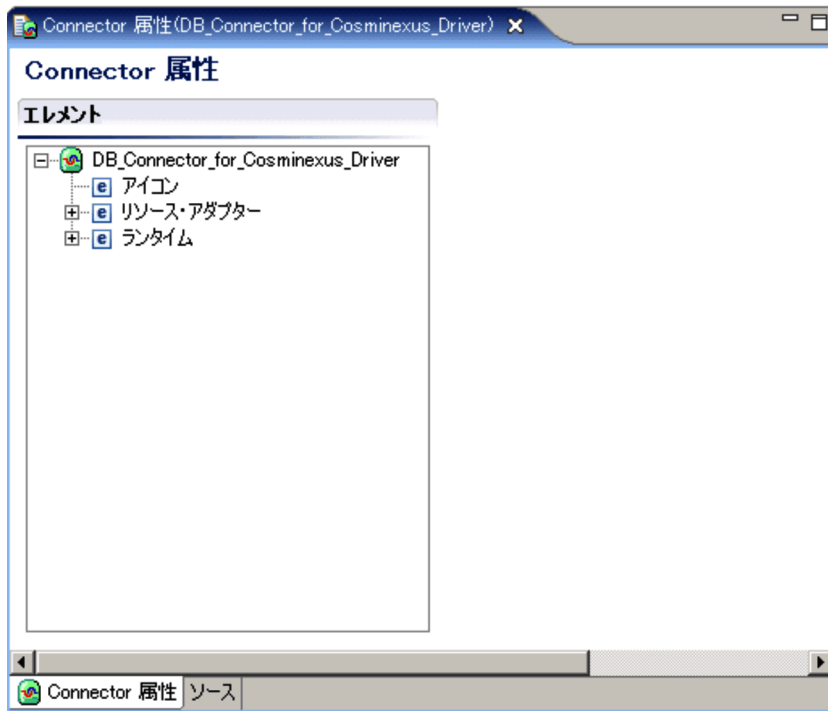 Connector 属性(DB_Connector_for_Cosminexus_Driver)
Connector 属性
エレメント
DB_Connector_for_Cosminexus_Driver
アイコン
リソース・アダプター
ランタイム
Connector 属性 ソース